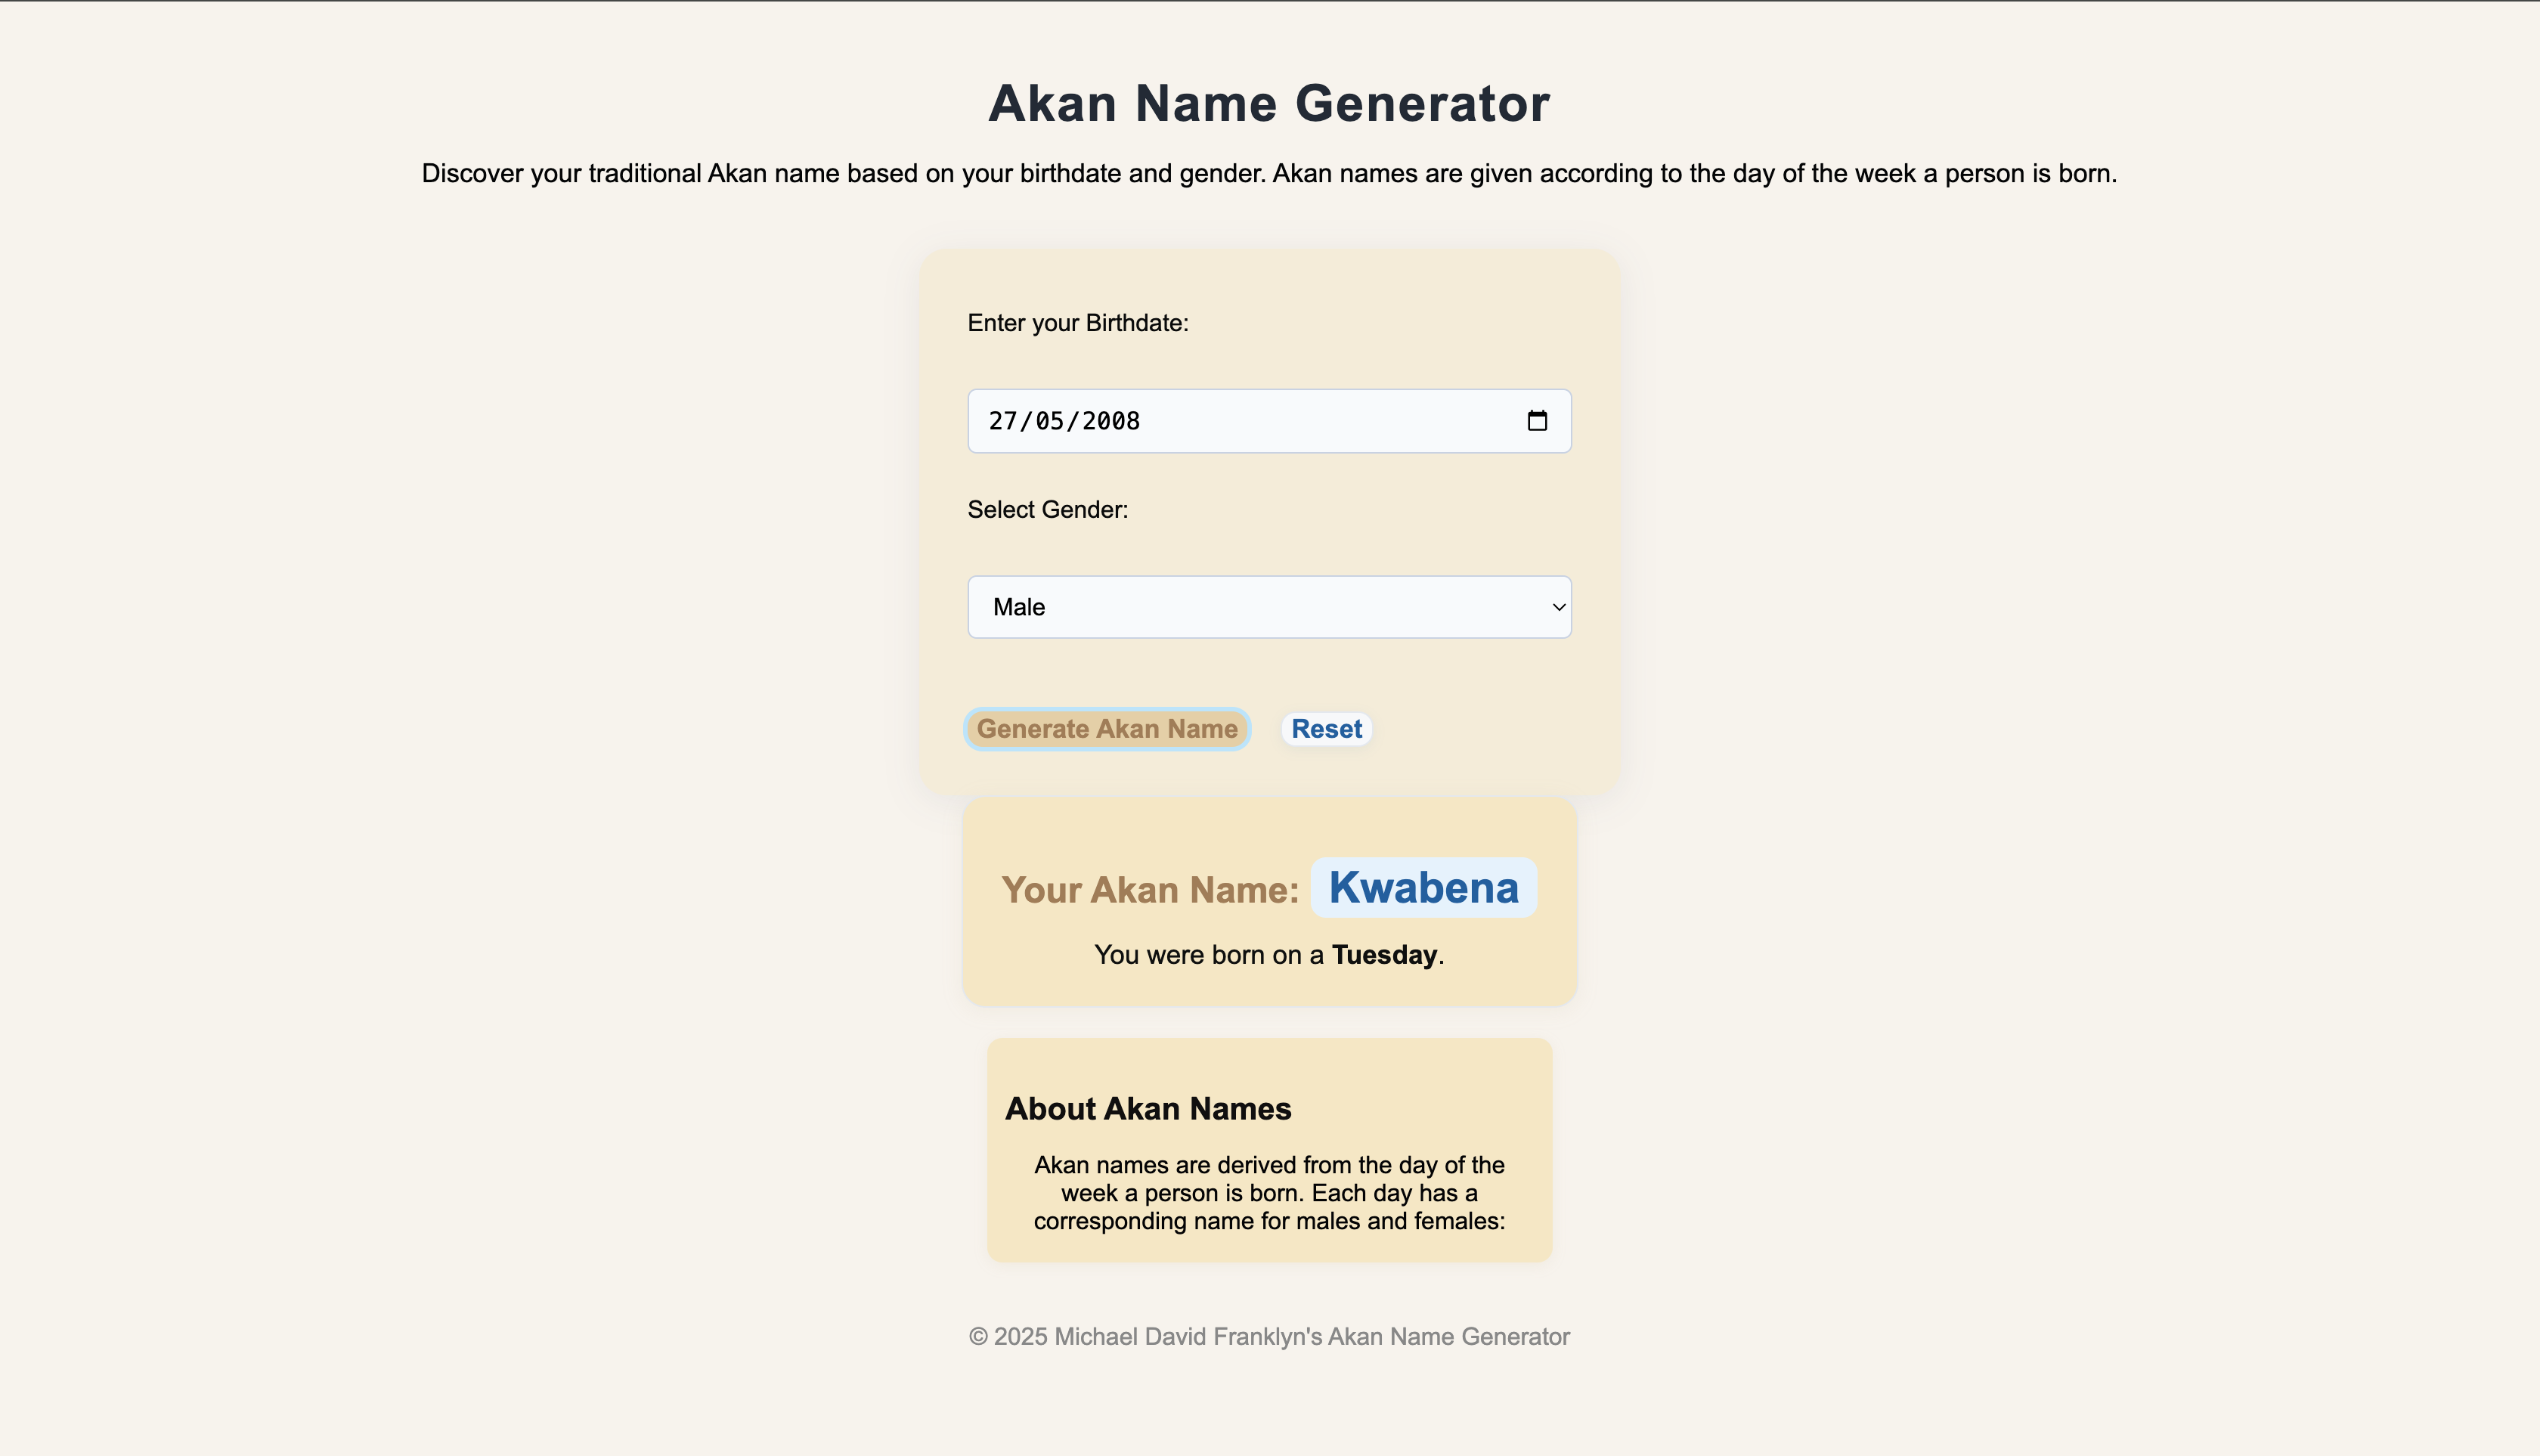 Akan Name Generator
Discover your traditional Akan name based on your birthdate and gender. Akan names are given according to the day of the week a person is born.
Enter your Birthdate:
27/05/2008
Select Gender:
Male
Generate Akan Name Reset
Your Akan Name: Kwabena
You were born on a Tuesday.
About Akan Names
Akan names are derived from the day of the
week a person is born. Each day has a
corresponding name for males and females:
© 2025 Michael David Franklyn's Akan Name Generator